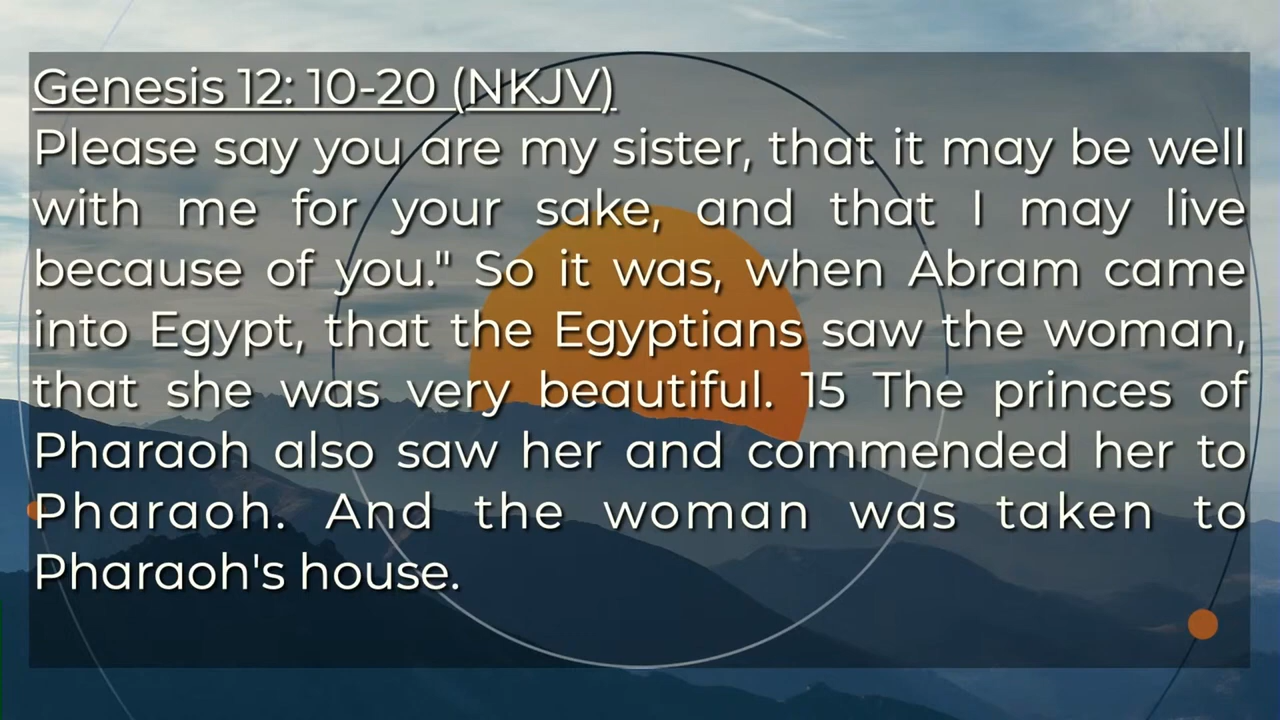 Genesis 12: 10-20 (NKJV)
Please say you are my sister, that it may be well
with me for your sake, and that I may live
because of you." So it was, when Abram came
into Egypt, that the Egyptians saw the woman,
that she was very beautiful. 15 The princes of
Pharaoh also saw her and commended her to
Pharaoh. And the woman was taken to
Pharaoh's house.